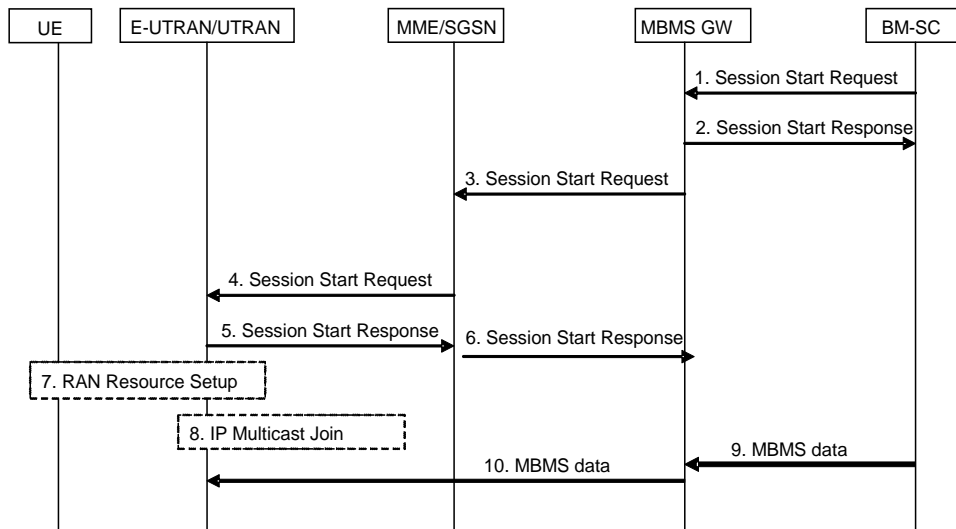 UE
E-UTRAN/UTRAN
MME/SGSN
MBMS GW
BM-SC
1. Session Start Request
2. Session Start Response
3. Session Start Request
4. Session Start Request
5. Session Start Response
6. Session Start Response
7. RAN Resource Setup
8. IP Multicast Join
9. MBMS data
10. MBMS data